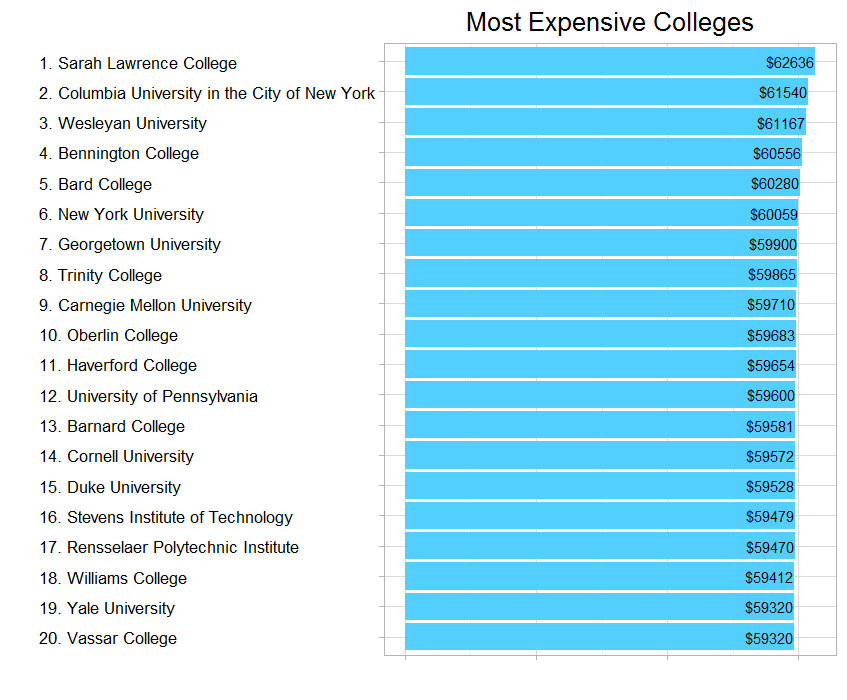 Most Expensive Colleges
1. Sarah Lawrence College $62636
2. Columbia University in the City of New York $61540
3. Wesleyan University $61167
4. Bennington College $60556
5. Bard College $60280
6. New York University $60059
7. Georgetown University $59900
8. Trinity College $59865
9. Carnegie Mellon University $59710
10. Oberlin College $59683
11. Haverford College $59654
12. University of Pennsylvania $59600
13. Barnard College $59581
14. Cornell University $59572
15. Duke University $59528
16. Stevens Institute of Technology $59479
17. Rensselaer Polytechnic Institute $59470
18. Williams College $59412
19. Yale University $59320
20. Vassar College $59320